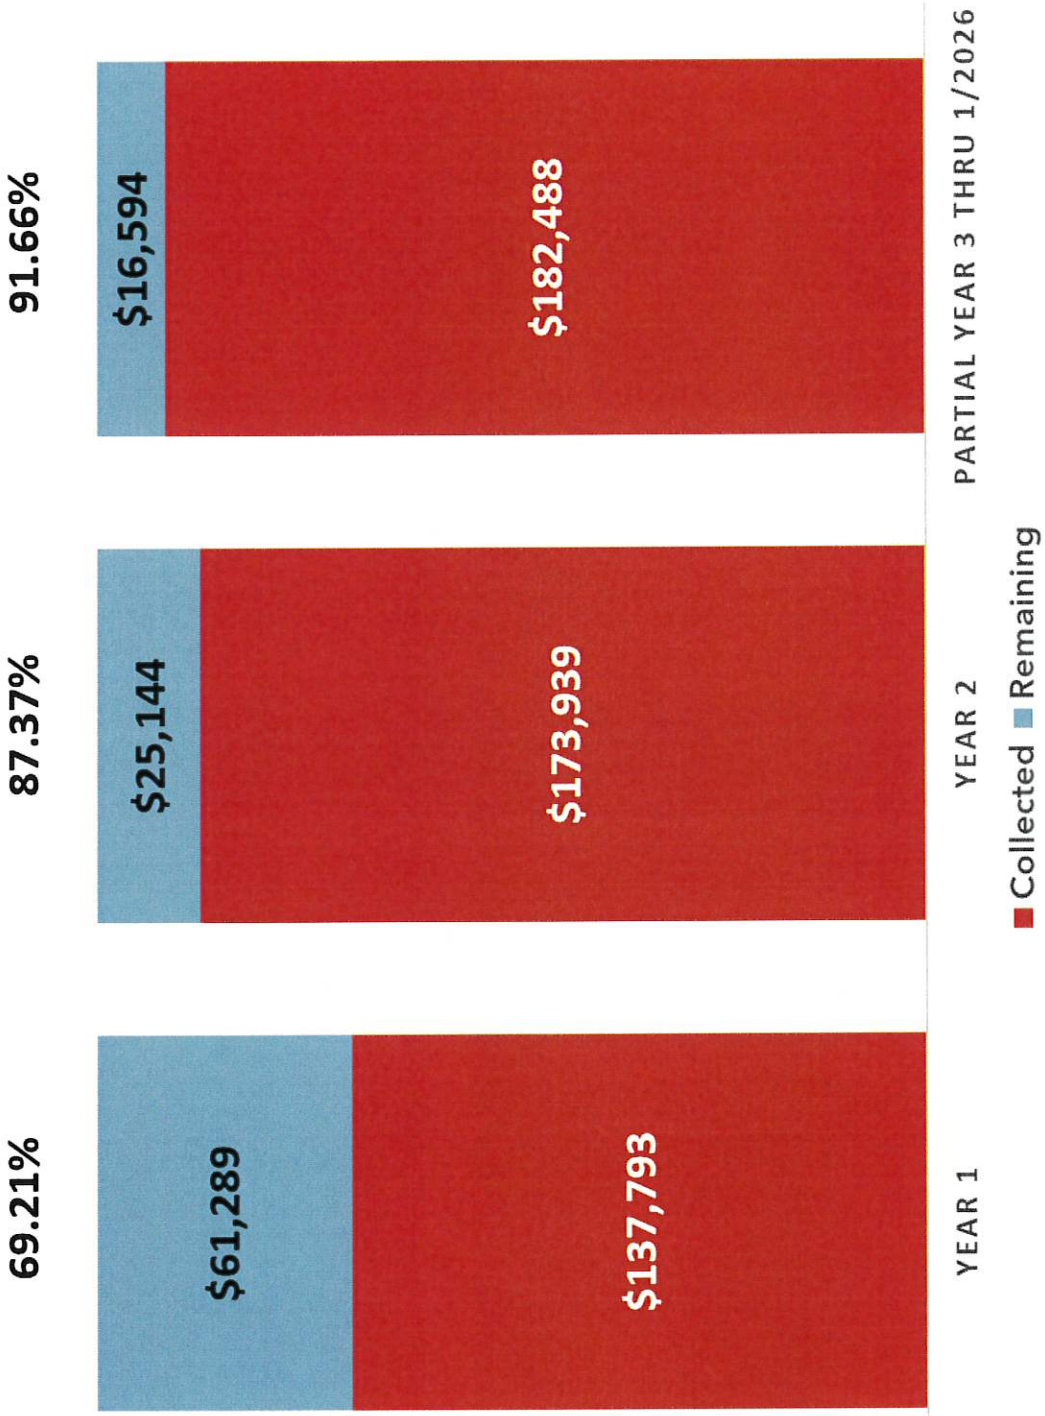 69.21% 87.37% 91.66%
$61,289 $25,144 $16,594
$137,793 $173,939 $182,488
YEAR 1 YEAR 2 PARTIAL YEAR 3 THRU 1/2026
Collected Remaining